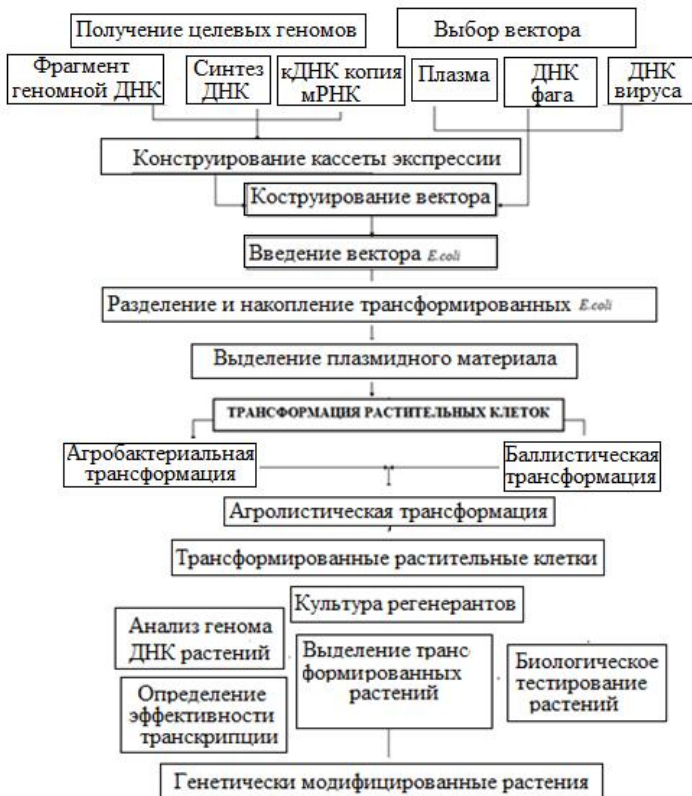 Получение целевых геномов
Выбор вектора
Фрагмент
геномной ДНК
Синтез
ДНК
кДНК копия
мРНК
Плазма
ДНК
фага
ДНК
вируса
Конструирование кассеты экспрессии
Коструирование вектора
Введение вектора E.coli
Разделение и накопление трансформированных E.coli
Выделение плазмидного материала
ТРАНСФОРМАЦИЯ РАСТИТЕЛЬНЫХ КЛЕТОК
Агробактериальная
трансформация
Баллистическая
трансформация
Агролистическая трансформация
Трансформированные растительные клетки
Культура регенерантов
Анализ генома
ДНК растений
Выделение транс
формированных
растений
Биологическое
тестирование
растений
Определение
эффективности
транскрипции
Генетически модифицированные растения